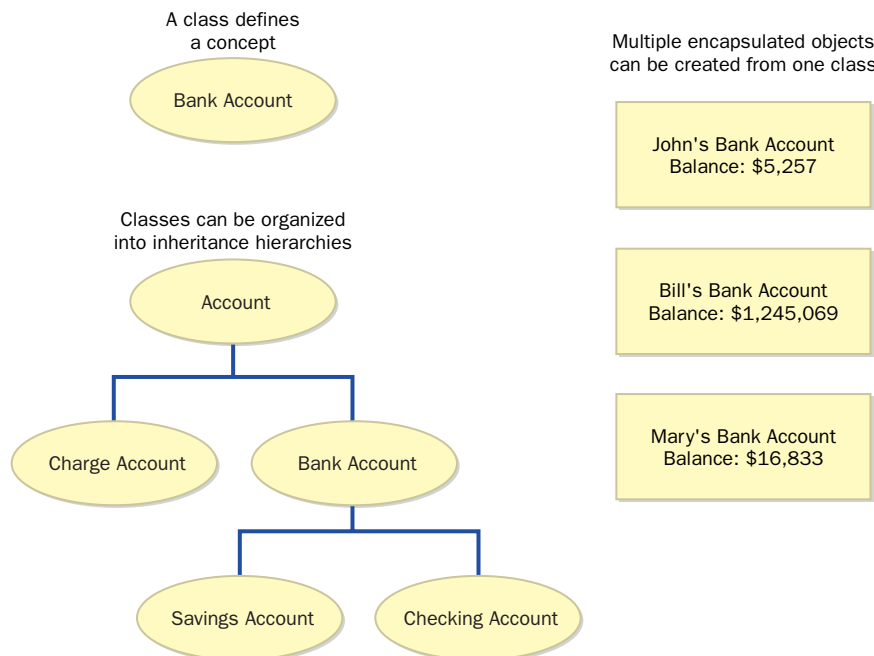 A class defines
a concept
Bank Account
Classes can be organized
into inheritance hierarchies
Account
Charge Account
Bank Account
Savings Account
Checking Account
Multiple encapsulated objects
can be created from one class
John's Bank Account
Balance: $5,257
Bill's Bank Account
Balance: $1,245,069
Mary's Bank Account
Balance: $16,833